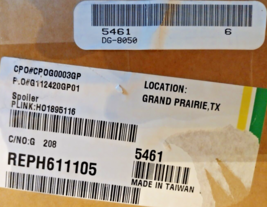 5461 6
DG-8050
CPO#CPOG0003GP
P.O#G112420GP01
Spoiler
PLINK:HO1895116
LOCATION:
GRAND PRAIRIE,TX
C/NO:G 208
REPH611105
5461
MADE IN TAIWAN